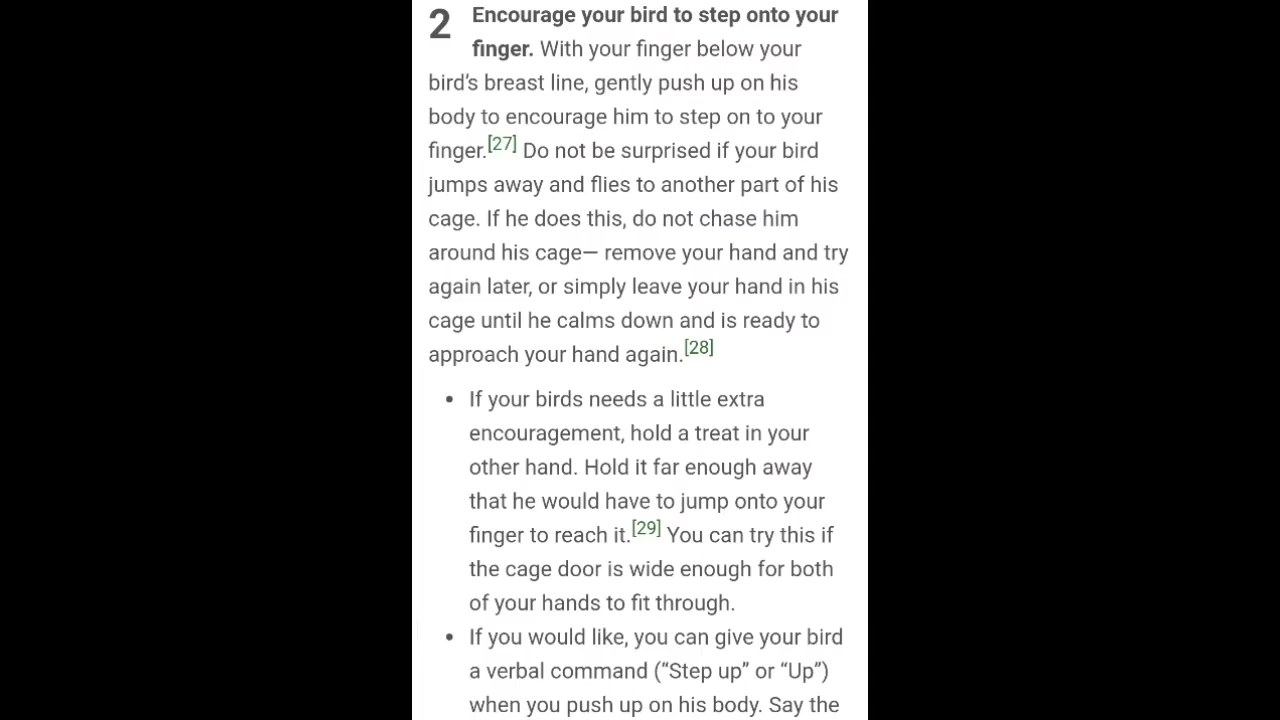 2 Encourage your bird to step onto your
finger. With your finger below your
bird's breast line, gently push up on his
body to encourage him to step on to your
finger.[27] Do not be surprised if your bird
jumps away and flies to another part of his
cage. If he does this, do not chase him
around his cage— remove your hand and try
again later, or simply leave your hand in his
cage until he calms down and is ready to
approach your hand again.[28]
• If your birds needs a little extra
encouragement, hold a treat in your
other hand. Hold it far enough away
that he would have to jump onto your
finger to reach it.[29] You can try this if
the cage door is wide enough for both
of your hands to fit through.
• If you would like, you can give your bird
a verbal command (“Step up” or “Up”)
when you push up on his body. Say the